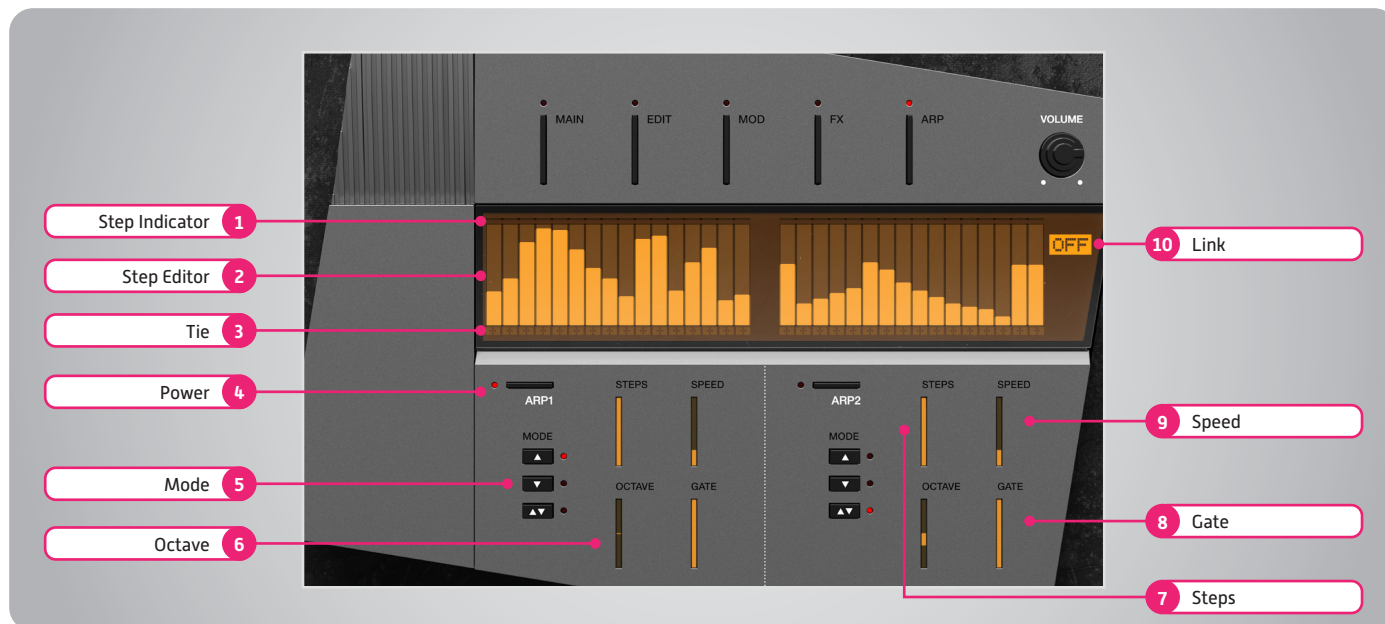 MAIN EDIT MOD FX ARP
VOLUME
Step Indicator 1
Step Editor 2
Tie 3
Power 4
Mode 5
Octave 6
OFF
10 Link
9 Speed
8 Gate
7 Steps
ARP1
STEPS SPEED
MODE
OCTAVE GATE
ARP2
STEPS SPEED
MODE
OCTAVE GATE